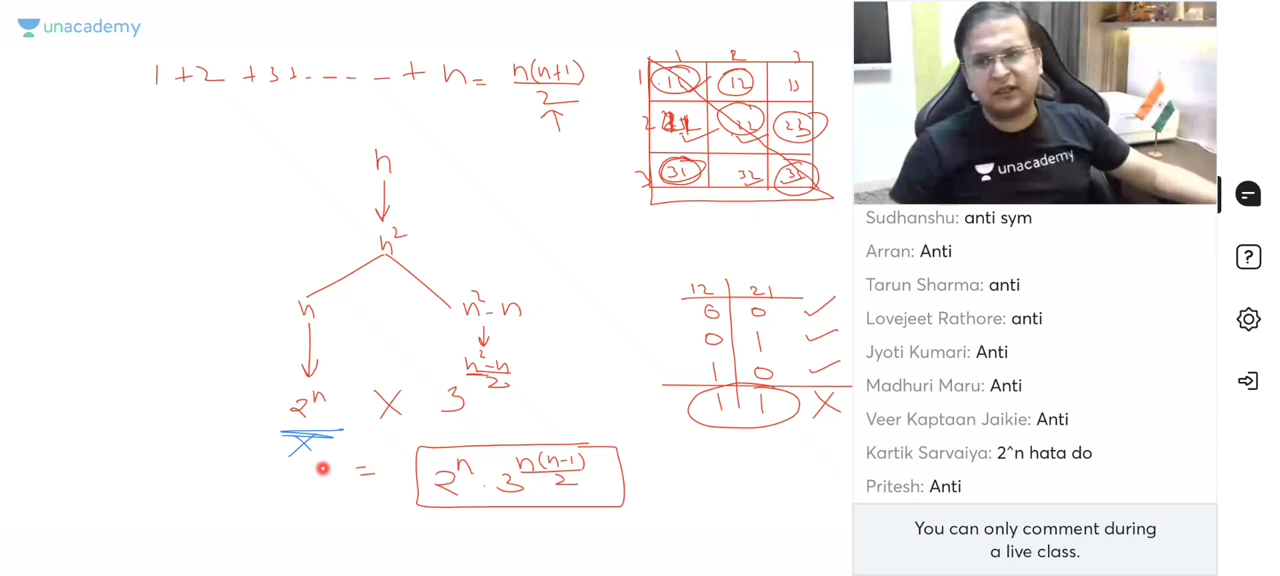 unacademy
1 + 2 + 3 + - - - - + n = n(n+1)/2
1 2 3
1 11 12 13
2 21 22 23
3 31 32 33
n
n²
n n² - n
(n² - n)/2
2ⁿ X 3
X
= 2ⁿ · 3^(n(n-1)/2)
12 21
0 0 ✓
0 1 ✓
1 0 ✓
1 1 X
unacademy
Sudhanshu: anti sym
Arran: Anti
Tarun Sharma: anti
Lovejeet Rathore: anti
Jyoti Kumari: Anti
Madhuri Maru: Anti
Veer Kaptaan Jaikie: Anti
Kartik Sarvaiya: 2^n hata do
Pritesh: Anti
You can only comment during
a live class.
?